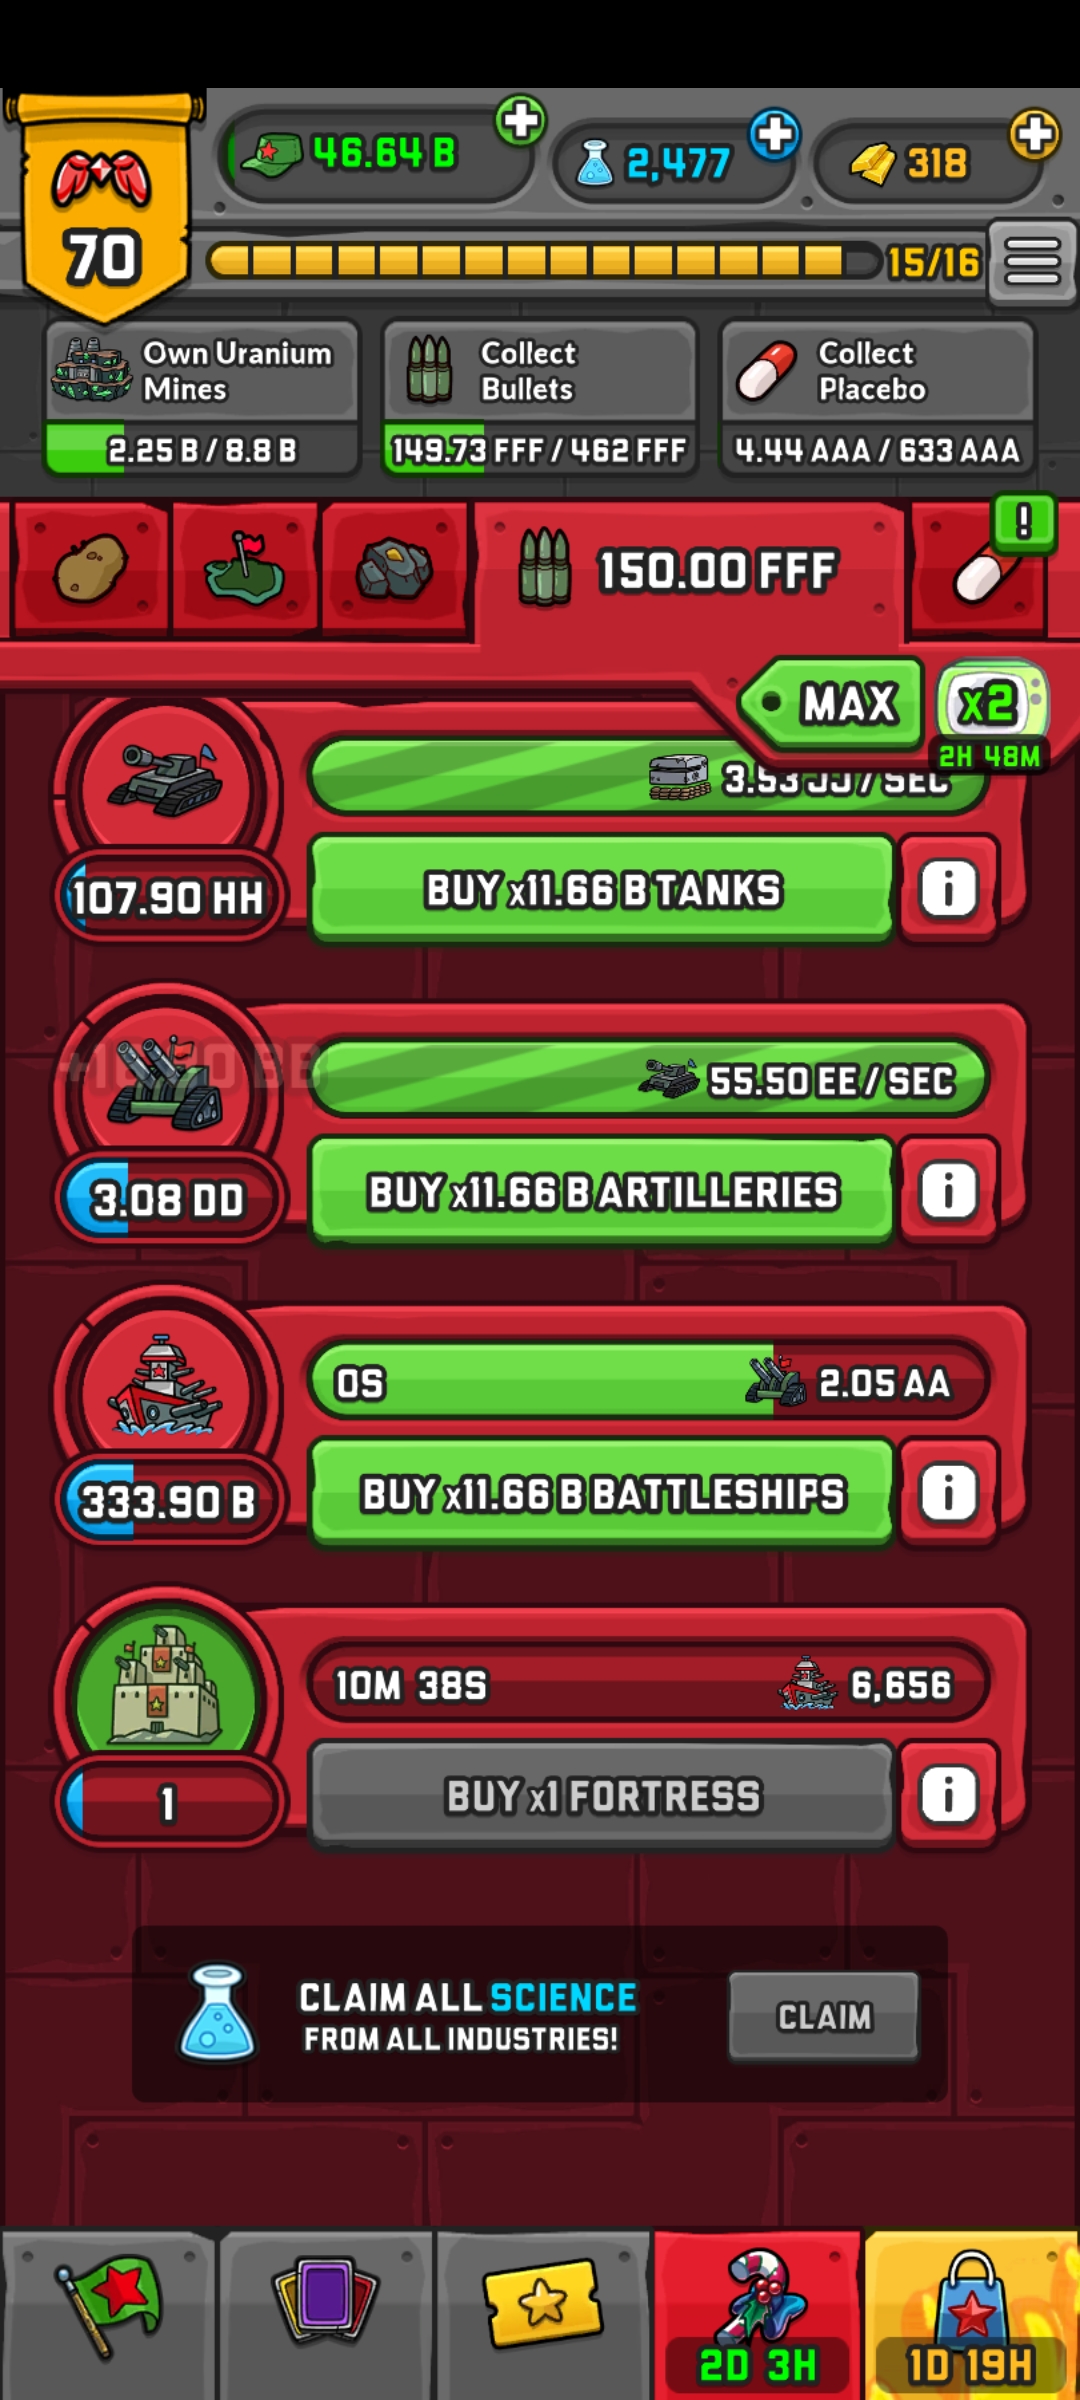 46.64 B
2,477
318
70
15/16
Own Uranium
Mines
2.25 B / 8.8 B
Collect
Bullets
149.73 FFF / 462 FFF
Collect
Placebo
4.44 AAA / 633 AAA
150.00 FFF
!
MAX
x2
2H 48M
3.53 JJ / SEC
107.90 HH
BUY x11.66 B TANKS
i
55.50 EE / SEC
3.08 DD
BUY x11.66 B ARTILLERIES
i
0S
2.05 AA
333.90 B
BUY x11.66 B BATTLESHIPS
i
10M 38S
6,656
1
BUY x1 FORTRESS
i
CLAIM ALL SCIENCE
FROM ALL INDUSTRIES!
CLAIM
2D 3H
1D 19H